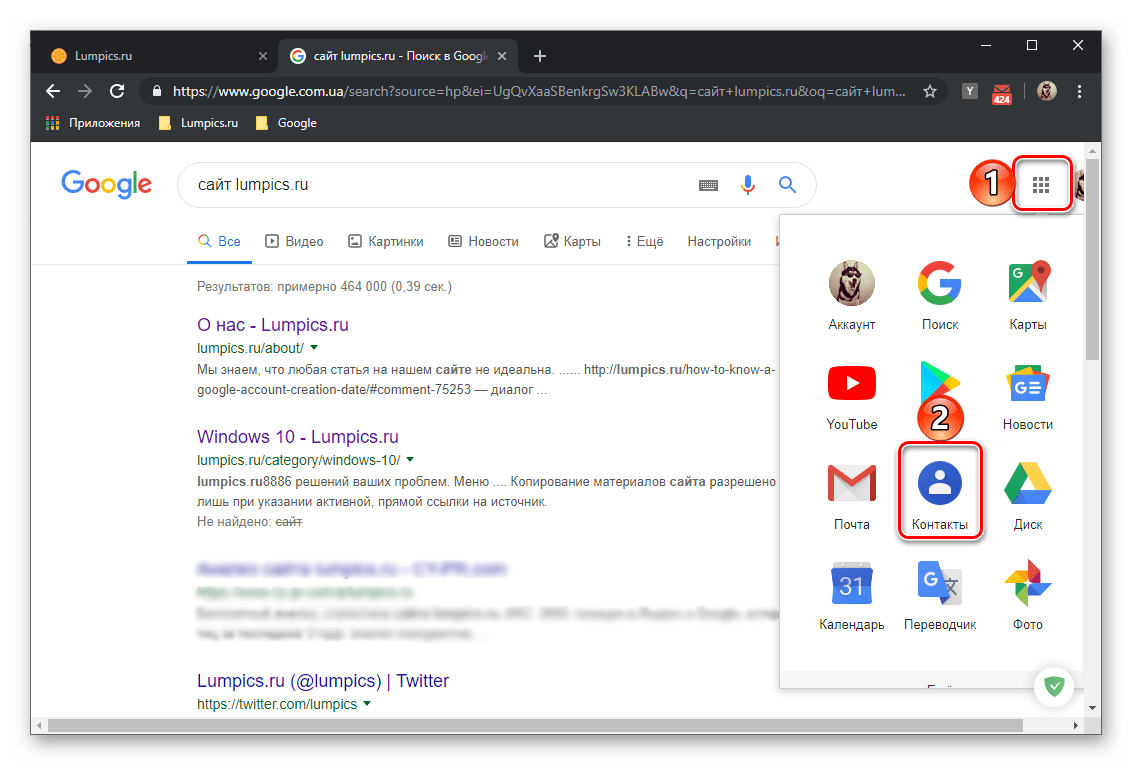 Lumpics.ru
сайт lumpics.ru - Поиск в Googl
https://www.google.com.ua/search?source=hp&ei=UgQvXaaSBenkrgSw3KLABw&q=сайт+lumpics.ru&oq=сайт+lum...
Y
424
Приложения
Lumpics.ru
Google
Google
сайт lumpics.ru
1
Все
Видео
Картинки
Новости
Карты
Ещё
Настройки
Результатов: примерно 464 000 (0,39 сек.)
О нас - Lumpics.ru
lumpics.ru/about/
Мы знаем, что любая статья на нашем сайте не идеальна. ...... http://lumpics.ru/how-to-know-a-
google-account-creation-date/#comment-75253 — диалог ...
Windows 10 - Lumpics.ru
lumpics.ru/category/windows-10/
lumpics.ru8886 решений ваших проблем. Меню .... Копирование материалов сайта разрешено
лишь при указании активной, прямой ссылки на источник.
Не найдено: сайт
Lumpics.ru (@lumpics) | Twitter
https://twitter.com/lumpics
Аккаунт
Поиск
Карты
YouTube
2
GE
Новости
Почта
Контакты
Диск
31
Календарь
G
文
Переводчик
Фото